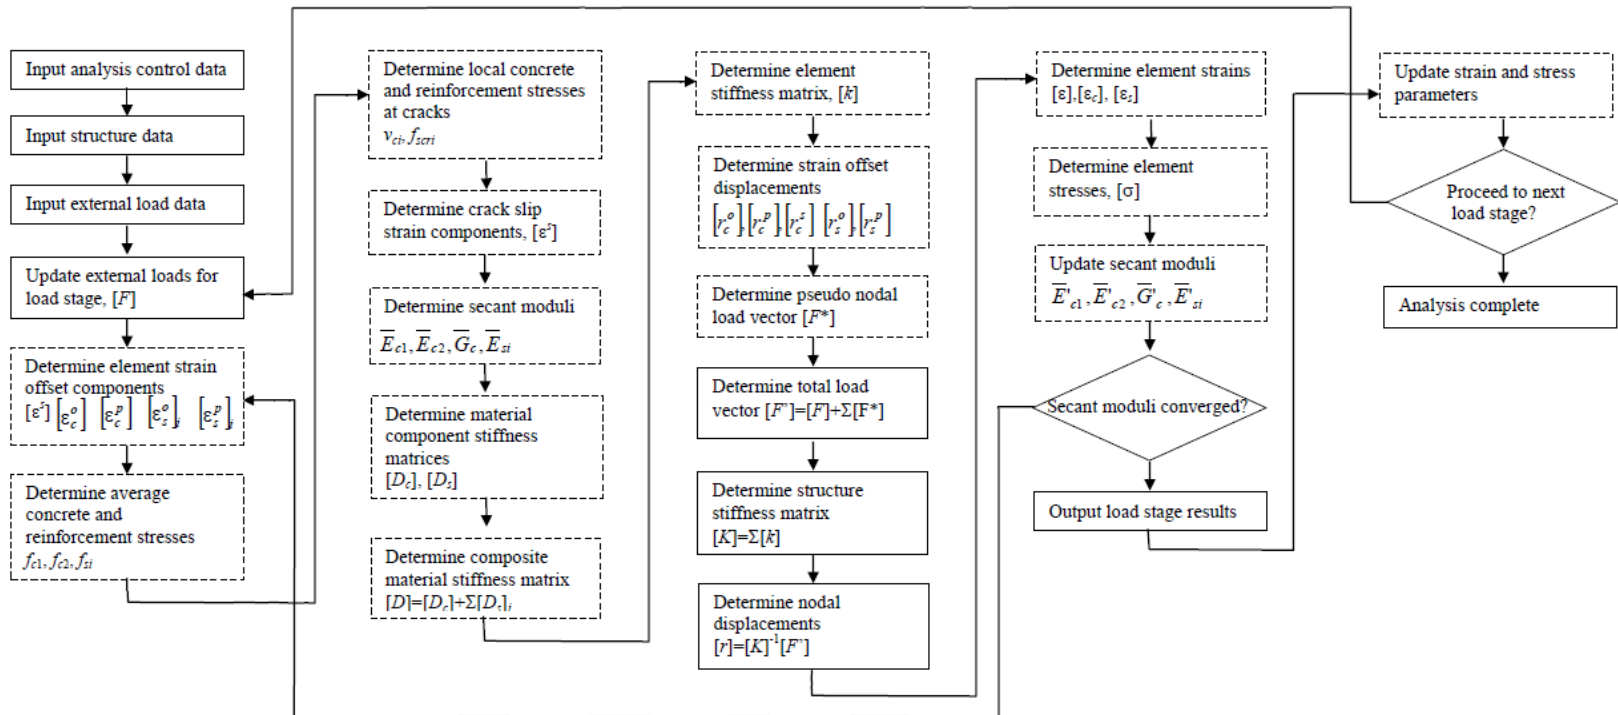 Input analysis control data
Input structure data
Input external load data
Update external loads for
load stage, [F]
Determine element strain
offset components
[εˢ] [ε_c^o] [ε_c^p] [ε_s^o]_i [ε_s^p]_i
Determine average
concrete and
reinforcement stresses
f_c1, f_c2, f_si
Determine local concrete
and reinforcement stresses
at cracks
v_ci, f_scri
Determine crack slip
strain components, [εˢ]
Determine secant moduli
E̅_c1, E̅_c2, G̅_c, E̅_si
Determine material
component stiffness
matrices
[D_c], [D_s]
Determine composite
material stiffness matrix
[D]=[D_c]+Σ[D_s]_i
Determine element
stiffness matrix, [k]
Determine strain offset
displacements
[r_c^o],[r_c^p],[r_c^s] [r_s^o],[r_s^p]
Determine pseudo nodal
load vector [F*]
Determine total load
vector [F']=[F]+Σ[F*]
Determine structure
stiffness matrix
[K]=Σ[k]
Determine nodal
displacements
[r]=[K]⁻¹[F']
Determine element strains
[ε],[ε_c], [ε_s]
Determine element
stresses, [σ]
Update secant moduli
E̅'_c1, E̅'_c2, G̅'_c, E̅'_si
Secant moduli converged?
Output load stage results
Update strain and stress
parameters
Proceed to next
load stage?
Analysis complete